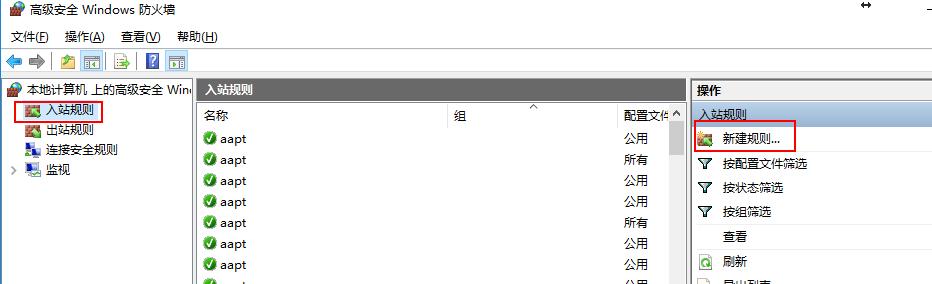 高级安全 Windows 防火墙
文件(F) 操作(A) 查看(V) 帮助(H)
本地计算机 上的高级安全 Wind
入站规则
出站规则
连接安全规则
监视
入站规则
名称 组 配置文件
aapt 公用
aapt 所有
aapt 公用
aapt 公用
aapt 所有
aapt 公用
aapt 公用
操作
入站规则
新建规则...
按配置文件筛选
按状态筛选
按组筛选
查看
刷新
导出列表